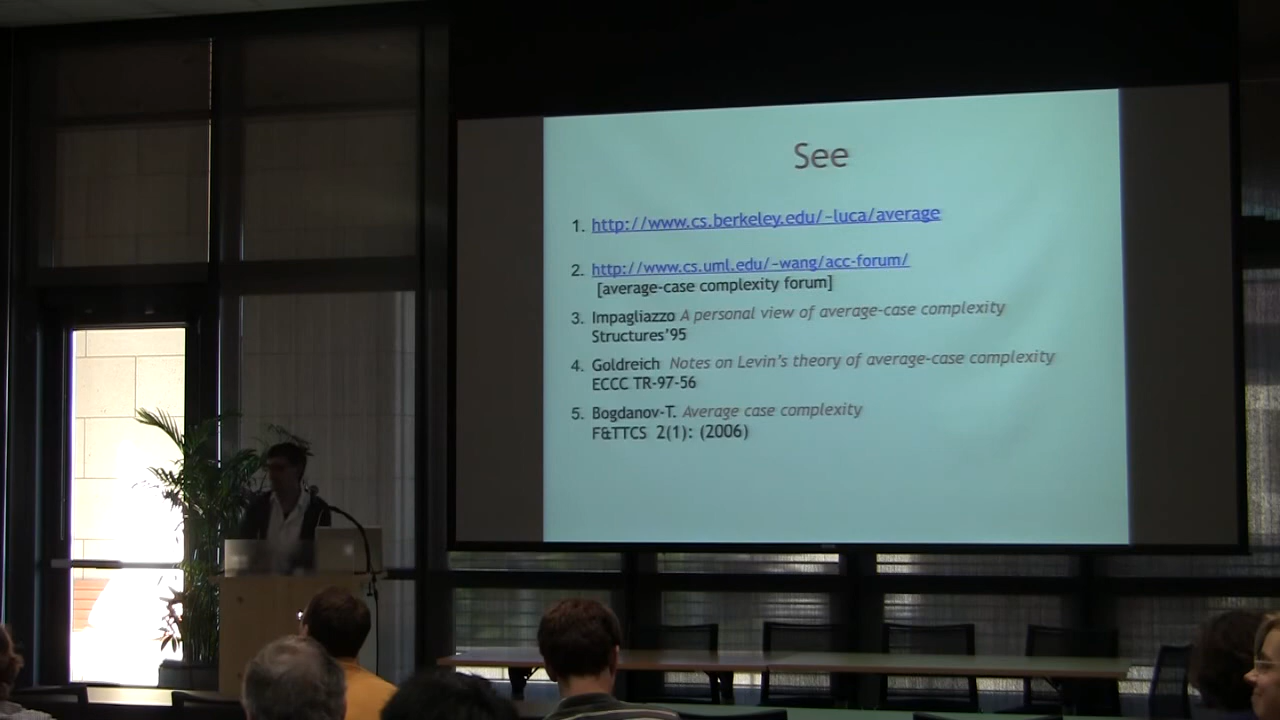 See
1. http://www.cs.berkeley.edu/~luca/average
2. http://www.cs.uml.edu/~wang/acc-forum/
[average-case complexity forum]
3. Impagliazzo A personal view of average-case complexity
Structures'95
4. Goldreich Notes on Levin's theory of average-case complexity
ECCC TR-97-56
5. Bogdanov-T. Average case complexity
F&TTCS 2(1): (2006)